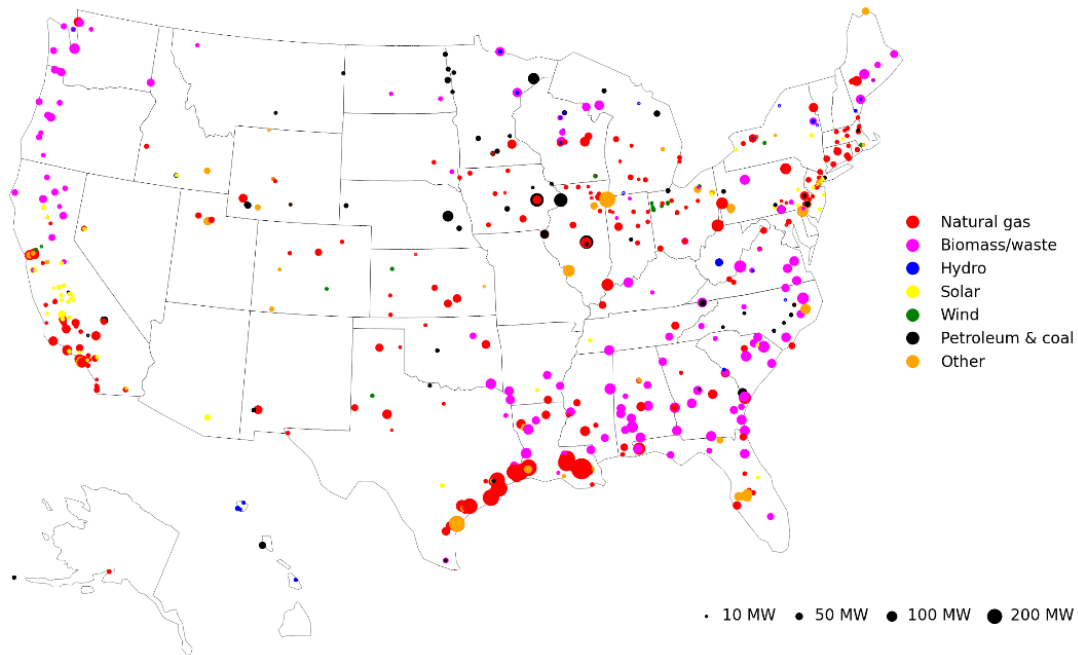 Natural gas
Biomass/waste
Hydro
Solar
Wind
Petroleum & coal
Other
10 MW 50 MW 100 MW 200 MW